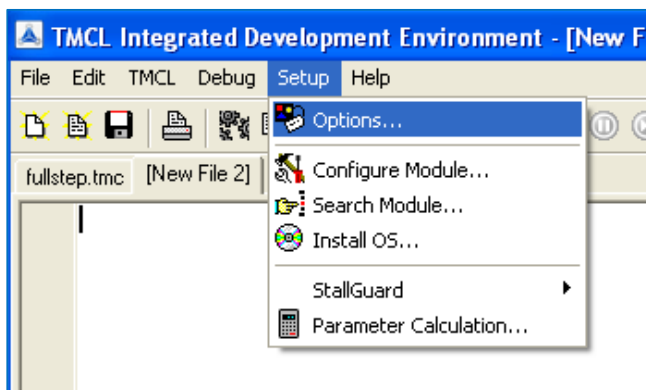 TMCL Integrated Development Environment - [New F
File Edit TMCL Debug Setup Help
Options...
fullstep.tmc [New File 2]
Configure Module...
Search Module...
Install OS...
StallGuard
Parameter Calculation...